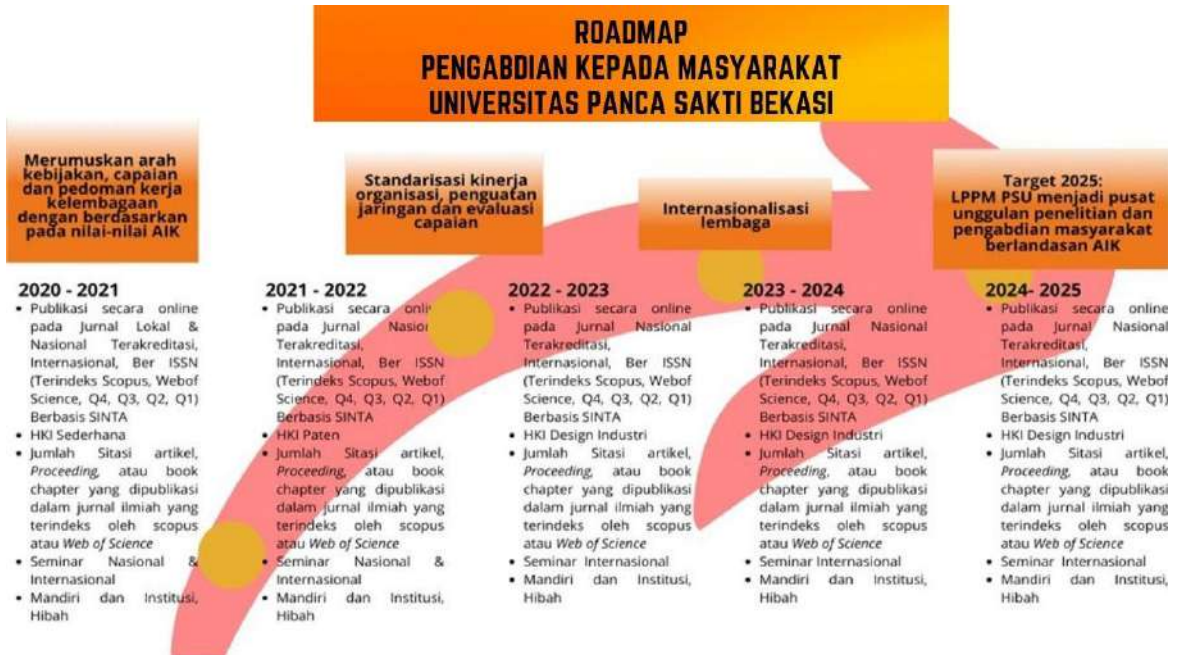 ROADMAP
PENGABDIAN KEPADA MASYARAKAT
UNIVERSITAS PANCA SAKTI BEKASI
Merumuskan arah
kebijakan, capaian
dan pedoman kerja
kelembagaan
dengan berdasarkan
pada nilai-nilai AIK
Standarisasi kinerja
organisasi, penguatan
jaringan dan evaluasi
capaian
Internasionalisasi
lembaga
Target 2025:
LPPM PSU menjadi pusat
unggulan penelitian dan
pengabdian masyarakat
berlandasan AIK
2020 - 2021
• Publikasi secara online
pada Jurnal Lokal &
Nasional Terakreditasi,
Internasional, Ber ISSN
(Terindeks Scopus, Webof
Science, Q4, Q3, Q2, Q1)
Berbasis SINTA
• HKI Sederhana
• Jumlah Sitasi artikel,
Proceeding, atau book
chapter yang dipublikasi
dalam jurnal ilmiah yang
terindeks oleh scopus
atau Web of Science
• Seminar Nasional &
Internasional
• Mandiri dan Institusi,
Hibah
2021 - 2022
• Publikasi secara
pada Jurnal
Terakreditasi,
Internasional, Ber ISSN
(Terindeks Scopus, Webof
Science, Q4, Q3, Q2, Q1)
Berbasis SINTA
• HKI Paten
• Jumlah Sitasi artikel,
Proceeding, atau book
chapter yang dipublikasi
dalam jurnal ilmiah yang
terindeks oleh scopus
atau Web of Science
• Seminar Nasional &
Internasional
• Mandiri dan Institusi,
Hibah
2022 - 2023
• Publikasi secara online
pada Jurnal Nasional
Terakreditasi,
Internasional, Ber ISSN
(Terindeks Scopus, Webof
Science, Q4, Q3, Q2, Q1)
Berbasis SINTA
• HKI Design Industri
• Jumlah Sitasi artikel,
Proceeding, atau book
chapter yang dipublikasi
dalam jurnal ilmiah yang
terindeks oleh scopus
atau Web of Science
• Seminar Internasional
• Mandiri dan Institusi,
Hibah
2023 - 2024
• Publikasi secara online
pada Jurnal Nasional
Terakreditasi,
Internasional, Ber ISSN
(Terindeks Scopus, Webof
Science, Q4, Q3, Q2, Q1)
Berbasis SINTA
• HKI Design Industri
• Jumlah Sitasi artikel,
Proceeding, atau book
chapter yang dipublikasi
dalam jurnal ilmiah yang
terindeks oleh scopus
atau Web of Science
• Seminar Internasional
• Mandiri dan Institusi,
Hibah
2024- 2025
• Publikasi secara online
pada Jurnal Nasional
Terakreditasi,
Internasional, Ber ISSN
(Terindeks Scopus, Webof
Science, Q4, Q3, Q2, Q1)
Berbasis SINTA
• HKI Design Industri
• Jumlah Sitasi artikel,
Proceeding, atau book
chapter yang dipublikasi
dalam jurnal ilmiah yang
terindeks oleh scopus
atau Web of Science
• Seminar Internasional
• Mandiri dan Institusi,
Hibah